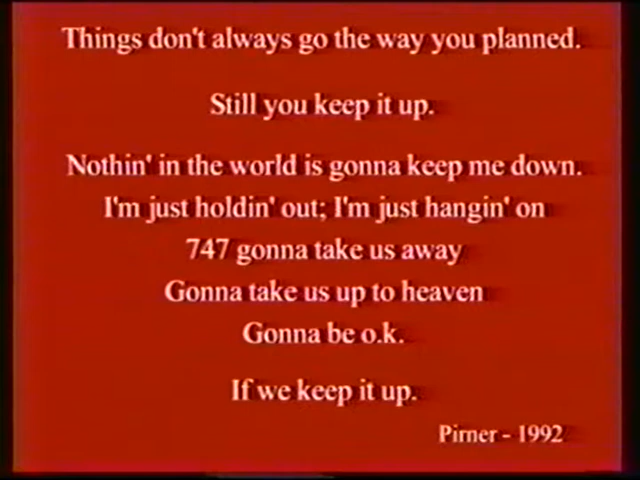 Things don't always go the way you planned.
Still you keep it up.
Nothin' in the world is gonna keep me down.
I'm just holdin' out; I'm just hangin' on
747 gonna take us away
Gonna take us up to heaven
Gonna be o.k.
If we keep it up.
Pirner - 1992